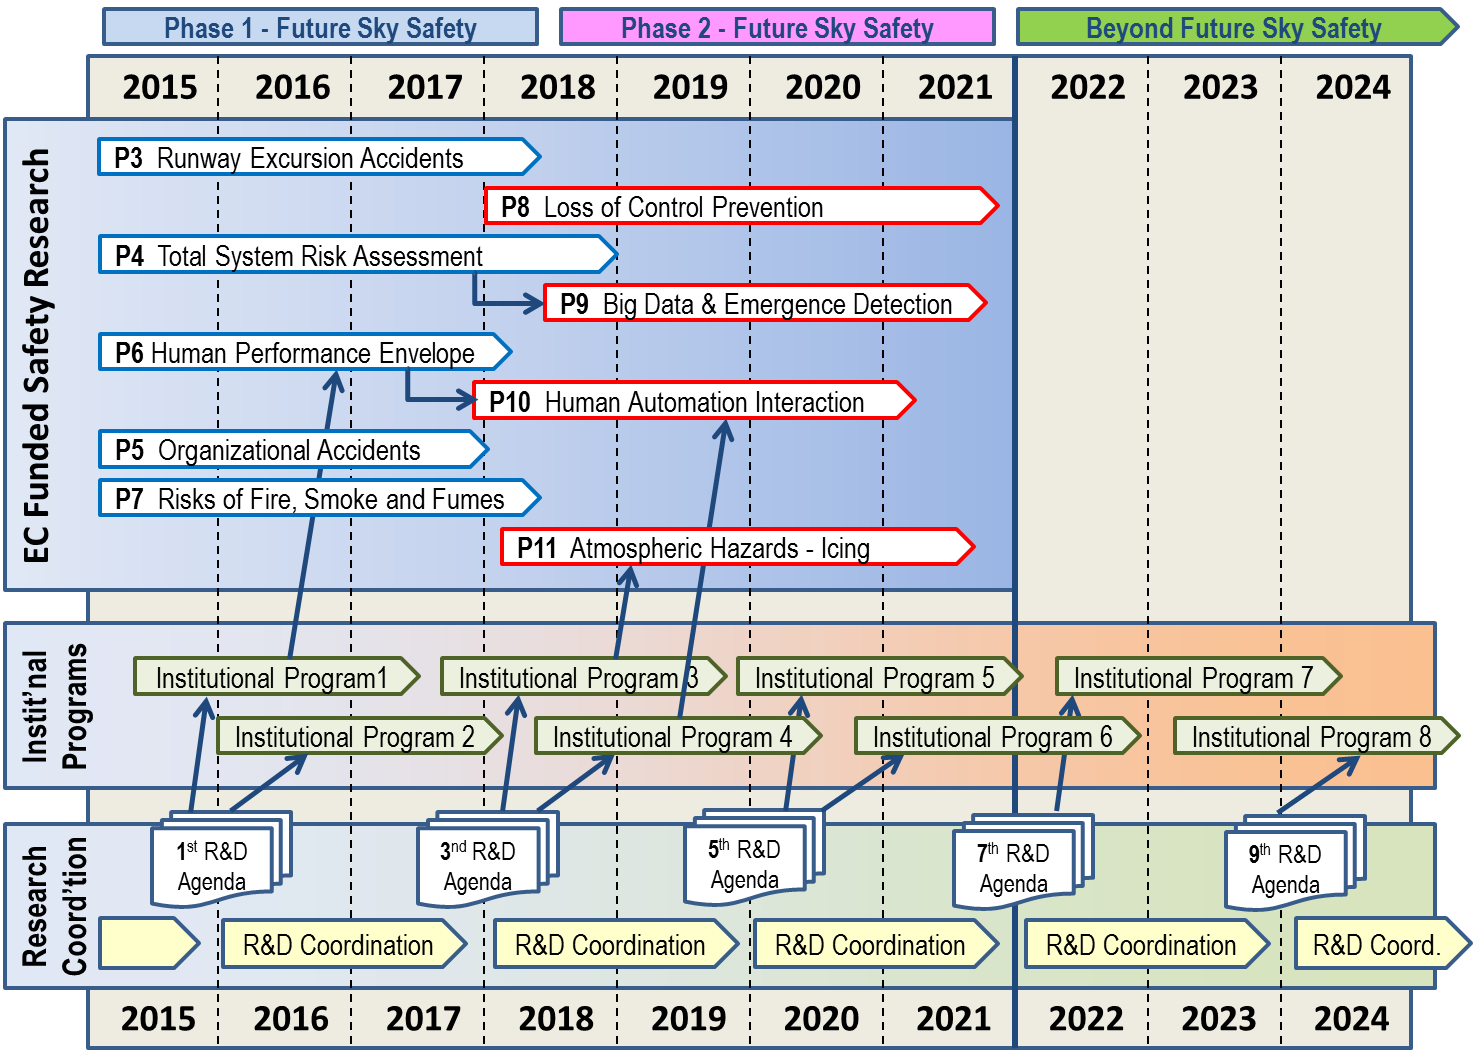 Phase 1 - Future Sky Safety
Phase 2 - Future Sky Safety
Beyond Future Sky Safety
2015 2016 2017 2018 2019 2020 2021 2022 2023 2024
EC Funded Safety Research
P3 Runway Excursion Accidents
P8 Loss of Control Prevention
P4 Total System Risk Assessment
P9 Big Data & Emergence Detection
P6 Human Performance Envelope
P10 Human Automation Interaction
P5 Organizational Accidents
P7 Risks of Fire, Smoke and Fumes
P11 Atmospheric Hazards - Icing
Instit'nal
Programs
Institutional Program1
Institutional Program 3
Institutional Program 5
Institutional Program 7
Institutional Program 2
Institutional Program 4
Institutional Program 6
Institutional Program 8
Research
Coord'tion
1st R&D
Agenda
3nd R&D
Agenda
5th R&D
Agenda
7th R&D
Agenda
9th R&D
Agenda
R&D Coordination
R&D Coordination
R&D Coordination
R&D Coordination
R&D Coord.
2015 2016 2017 2018 2019 2020 2021 2022 2023 2024